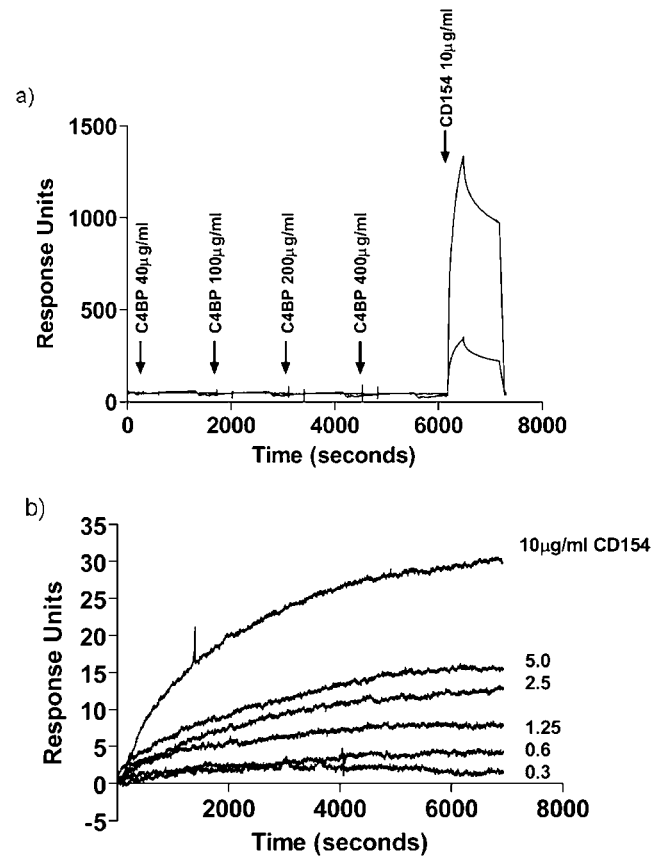 a)
Response Units
1500
1000
500
0
C4BP 40µg/ml
C4BP 100µg/ml
C4BP 200µg/ml
C4BP 400µg/ml
CD154 10µg/ml
0 2000 4000 6000 8000
Time (seconds)
b)
Response Units
35
30
25
20
15
10
5
0
-5
10µg/ml CD154
5.0
2.5
1.25
0.6
0.3
2000 4000 6000 8000
Time (seconds)